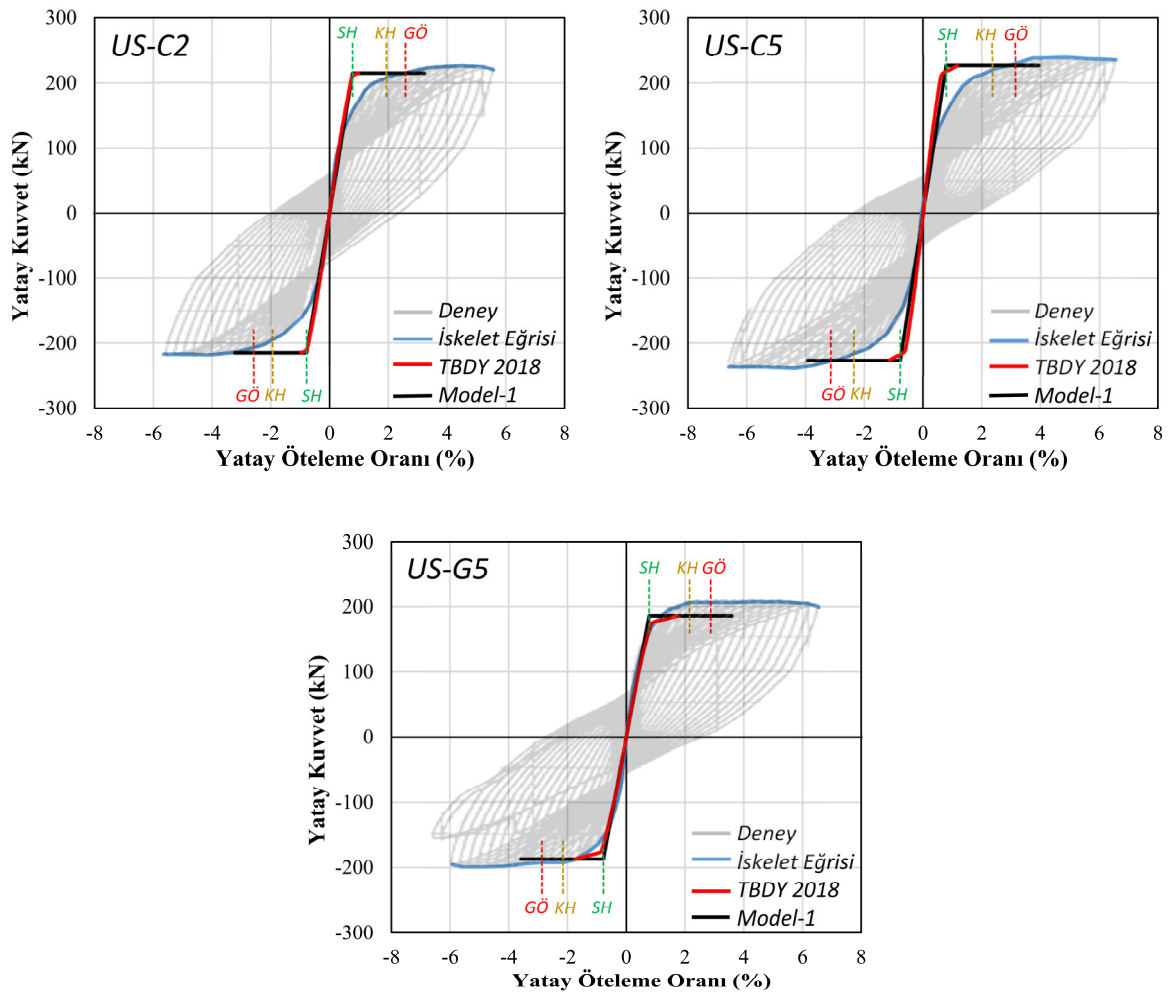 US-C2
SH KH GÖ
300
200
100
0
-100
-200
-300
Yatay Kuvvet (kN)
Deney
İskelet Eğrisi
TBDY 2018
Model-1
GÖ KH SH
-8 -6 -4 -2 0 2 4 6 8
Yatay Öteleme Oranı (%)
US-C5
SH KH GÖ
300
200
100
0
-100
-200
-300
Yatay Kuvvet (kN)
Deney
İskelet Eğrisi
TBDY 2018
Model-1
GÖ KH SH
-8 -6 -4 -2 0 2 4 6 8
Yatay Öteleme Oranı (%)
US-G5
SH KH GÖ
300
200
100
0
-100
-200
-300
Yatay Kuvvet (kN)
Deney
İskelet Eğrisi
TBDY 2018
Model-1
GÖ KH SH
-8 -6 -4 -2 0 2 4 6 8
Yatay Öteleme Oranı (%)